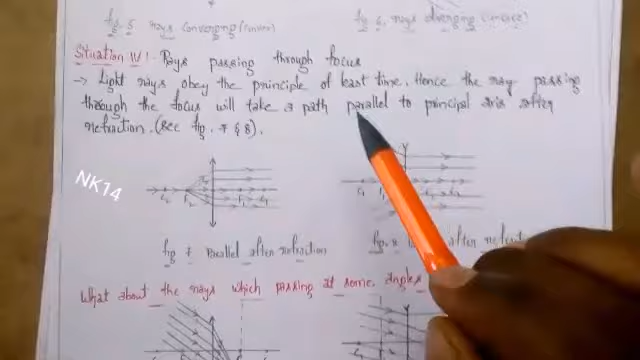 fig 5 rays converging (convex)
fig 6, rays diverging (concave)
Situation IV: Rays passing through focus
→ Light rays obey the principle of least time. Hence the ray passing
through the focus will take a path parallel to principal axis after
refraction. (see fig. 7 & 8).
NK14
fig 7 Parallel after refraction
fig. 8 after
What about the rays which passing at some angles